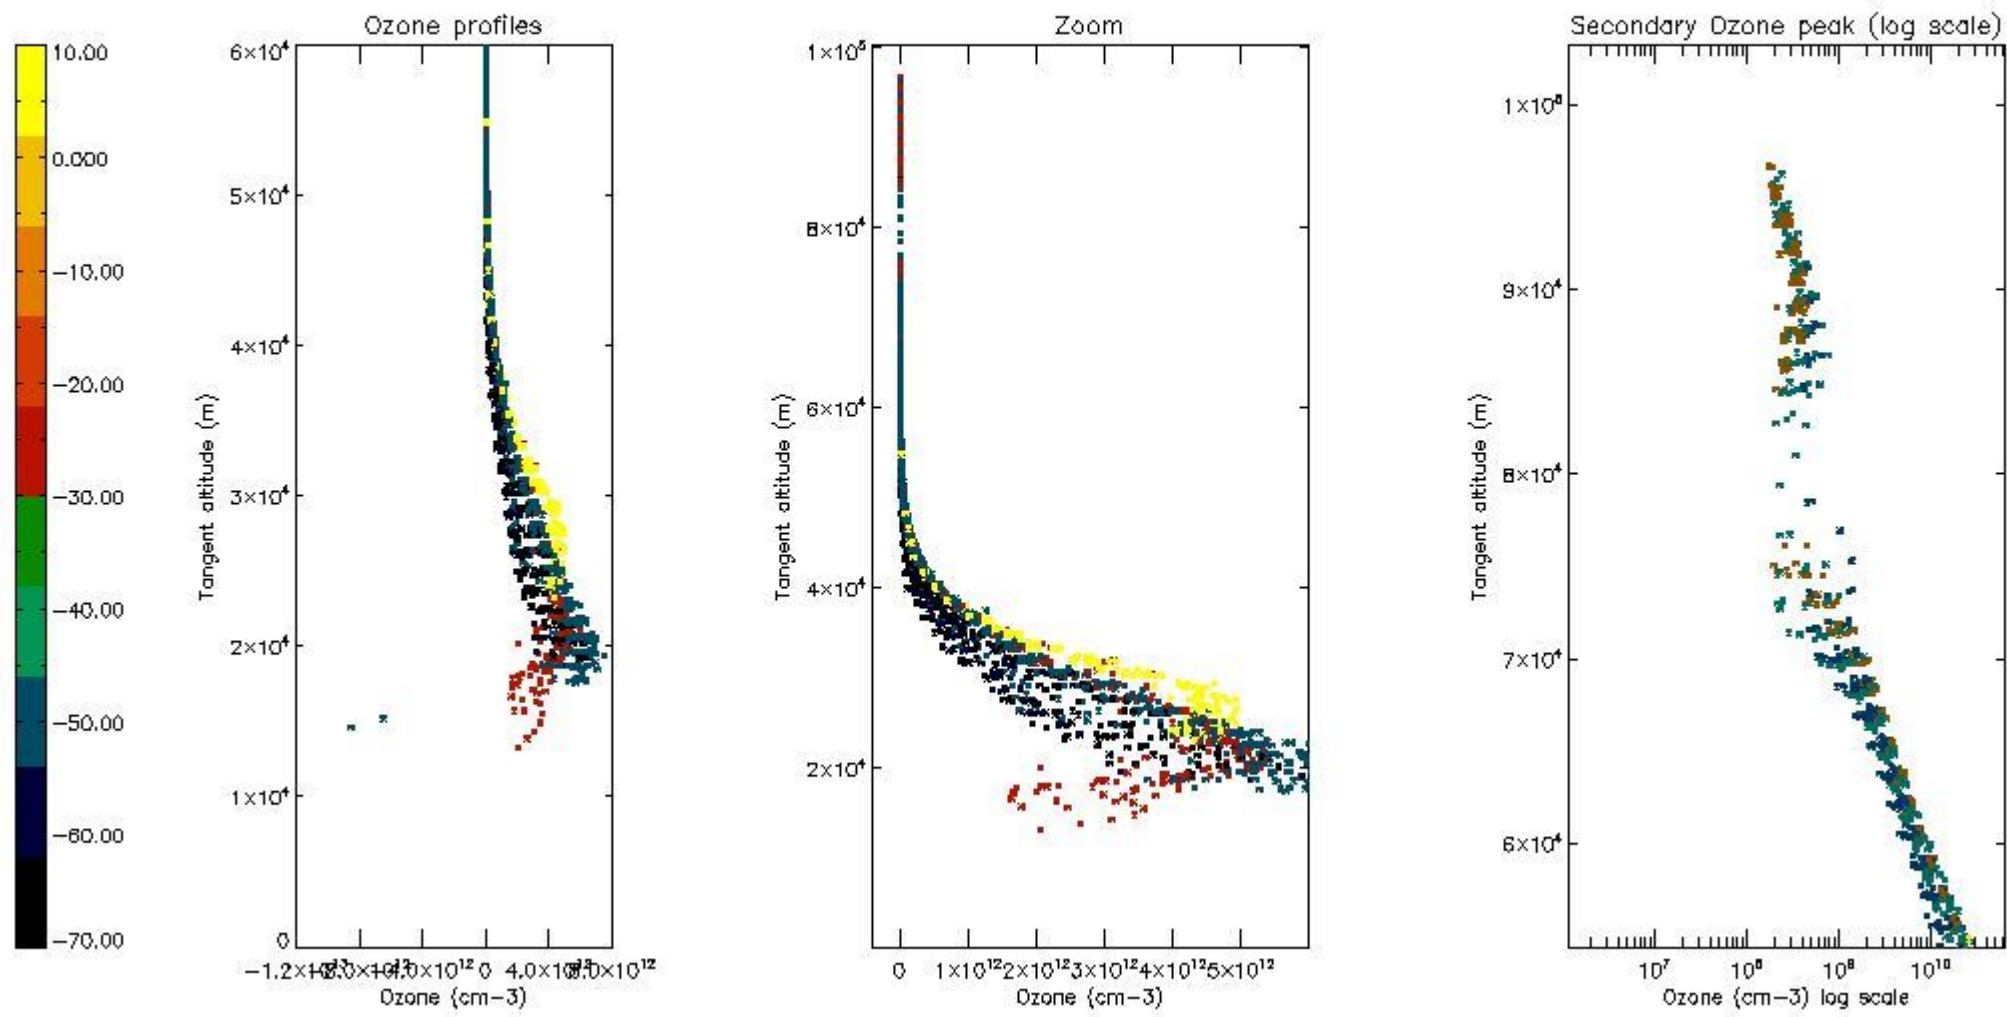 Ozone profiles
Zoom
Secondary Ozone peak (log scale)
10.00
0.000
−10.00
−20.00
−30.00
−40.00
−50.00
−60.00
−70.00
6×10⁴
5×10⁴
4×10⁴
3×10⁴
2×10⁴
1×10⁴
0
Tangent altitude (m)
0
Ozone (cm−3)
1×10⁵
8×10⁴
6×10⁴
4×10⁴
2×10⁴
Tangent altitude (m)
0 1×10¹² 2×10¹² 3×10¹² 4×10¹² 5×10¹²
Ozone (cm−3)
9×10⁴
8×10⁴
7×10⁴
6×10⁴
Tangent altitude (m)
10⁷ 10⁸ 10⁹ 10¹⁰
Ozone (cm−3) log scale